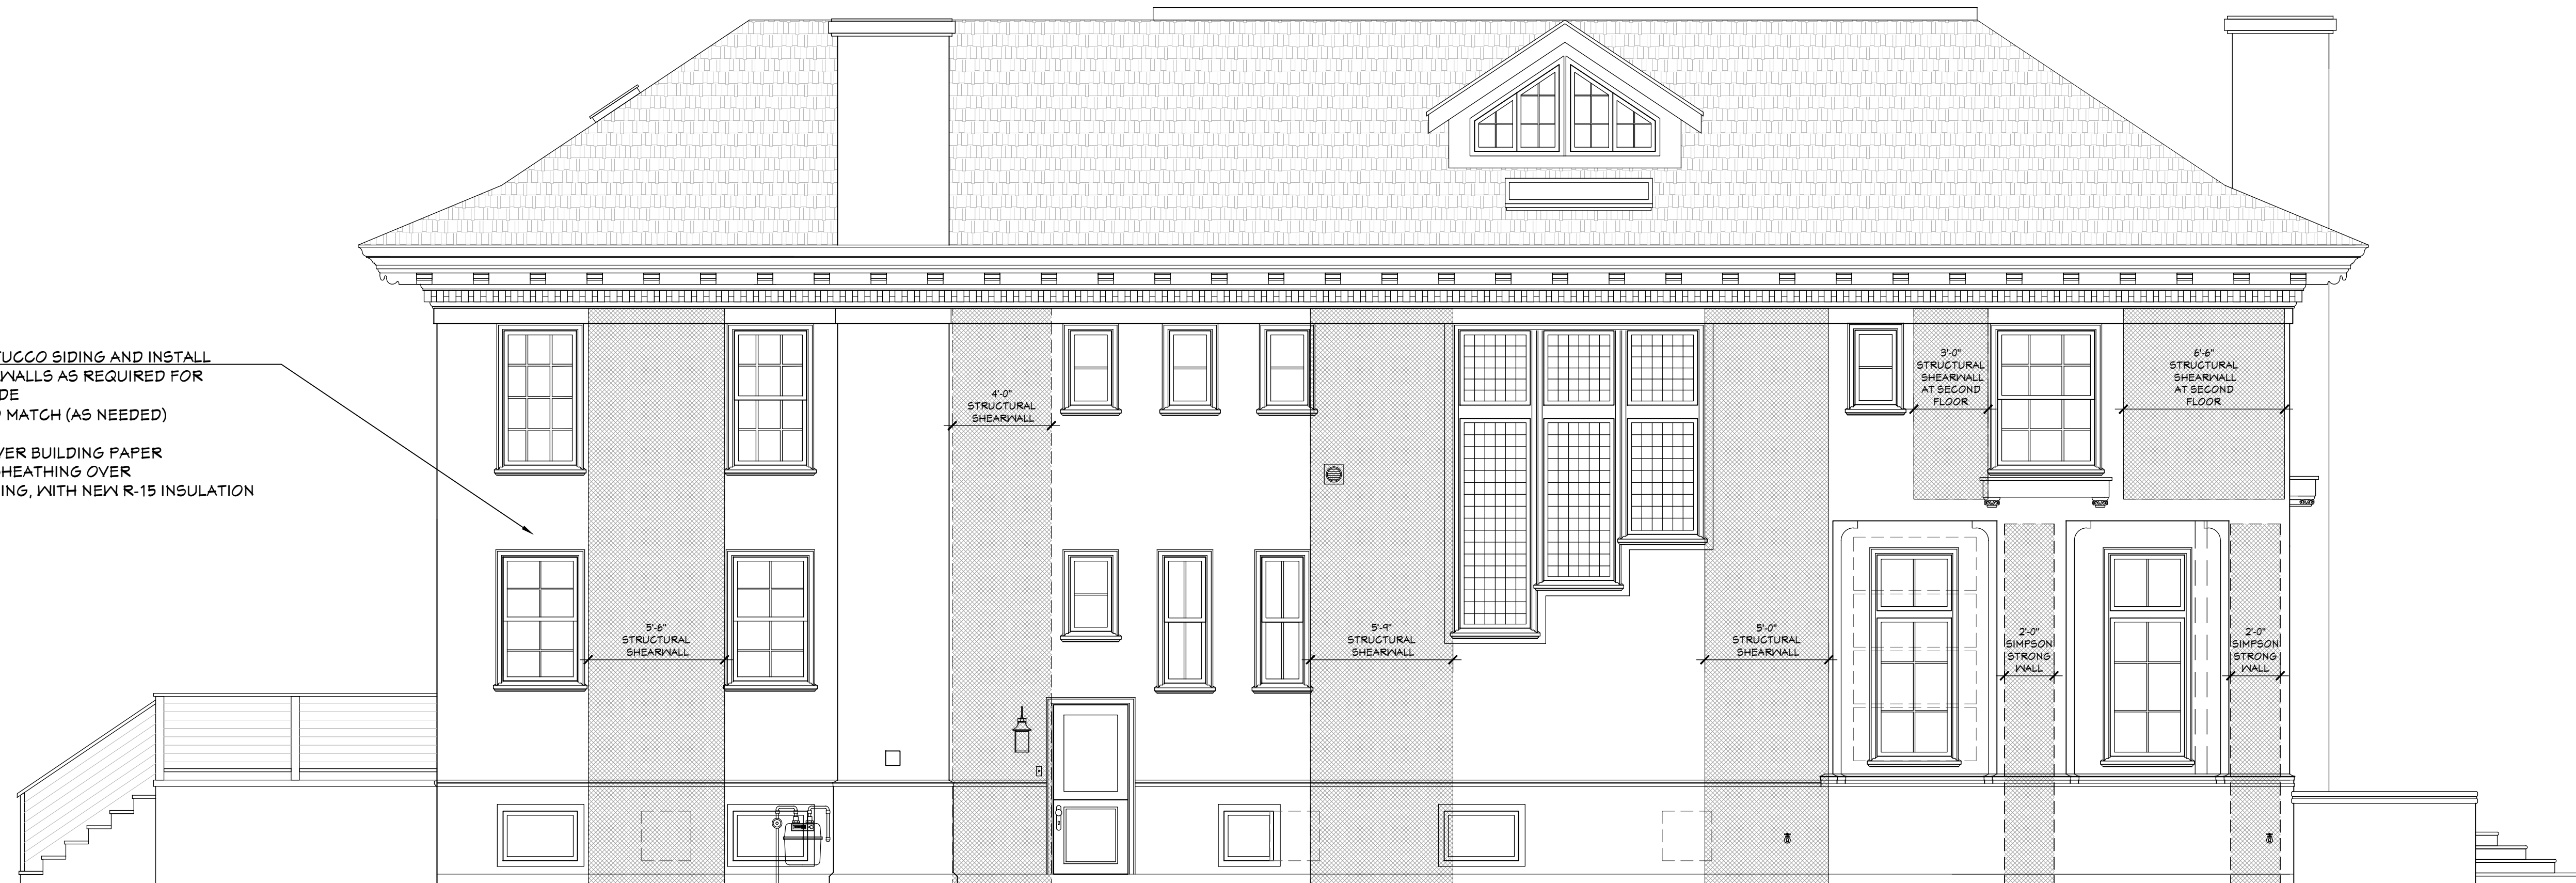 UCCO SIDING AND INSTALL
WALLS AS REQUIRED FOR
DE
MATCH (AS NEEDED)
VER BUILDING PAPER
HEATHING OVER
ING, WITH NEW R-15 INSULATION
5'-6"
STRUCTURAL
SHEARWALL
4'-0"
STRUCTURAL
SHEARWALL
5'-9"
STRUCTURAL
SHEARWALL
5'-0"
STRUCTURAL
SHEARWALL
3'-0"
STRUCTURAL
SHEARWALL
AT SECOND
FLOOR
6'-6"
STRUCTURAL
SHEARWALL
AT SECOND
FLOOR
2'-0"
SIMPSON
STRONG
WALL
2'-0"
SIMPSON
STRONG
WALL